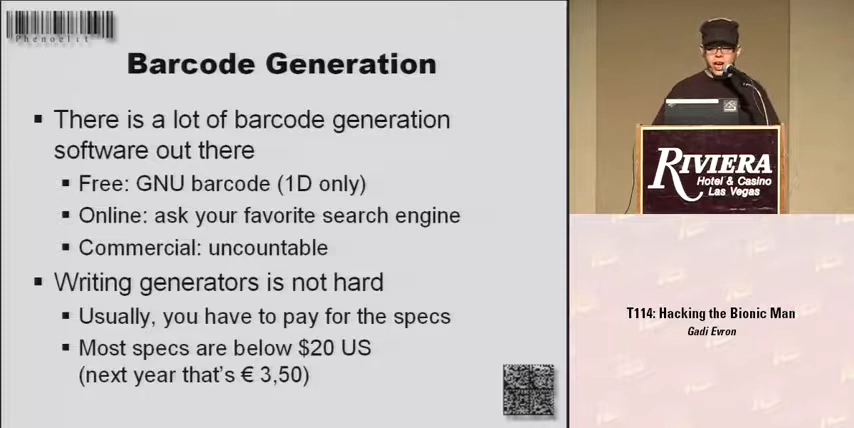 Phenoelit
Barcode Generation
▪ There is a lot of barcode generation
software out there
▪ Free: GNU barcode (1D only)
▪ Online: ask your favorite search engine
▪ Commercial: uncountable
▪ Writing generators is not hard
▪ Usually, you have to pay for the specs
▪ Most specs are below $20 US
(next year that's € 3,50)
RIVIERA
Hotel & Casino
Las Vegas
T114: Hacking the Bionic Man
Gadi Evron